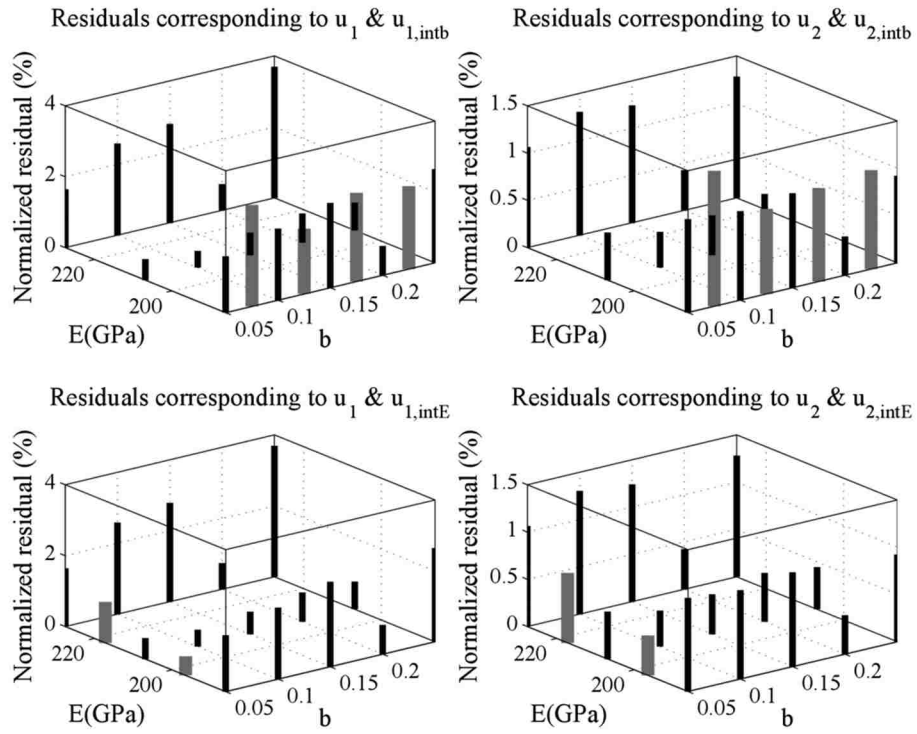 Residuals corresponding to u1 & u1,intb
Normalized residual (%)
4
2
0
220
200
E(GPa)
0.05
0.1
0.15
0.2
b
Residuals corresponding to u2 & u2,intb
Normalized residual (%)
1.5
1
0.5
0
220
200
E(GPa)
0.05
0.1
0.15
0.2
b
Residuals corresponding to u1 & u1,intE
Normalized residual (%)
4
2
0
220
200
E(GPa)
0.05
0.1
0.15
0.2
b
Residuals corresponding to u2 & u2,intE
Normalized residual (%)
1.5
1
0.5
0
220
200
E(GPa)
0.05
0.1
0.15
0.2
b